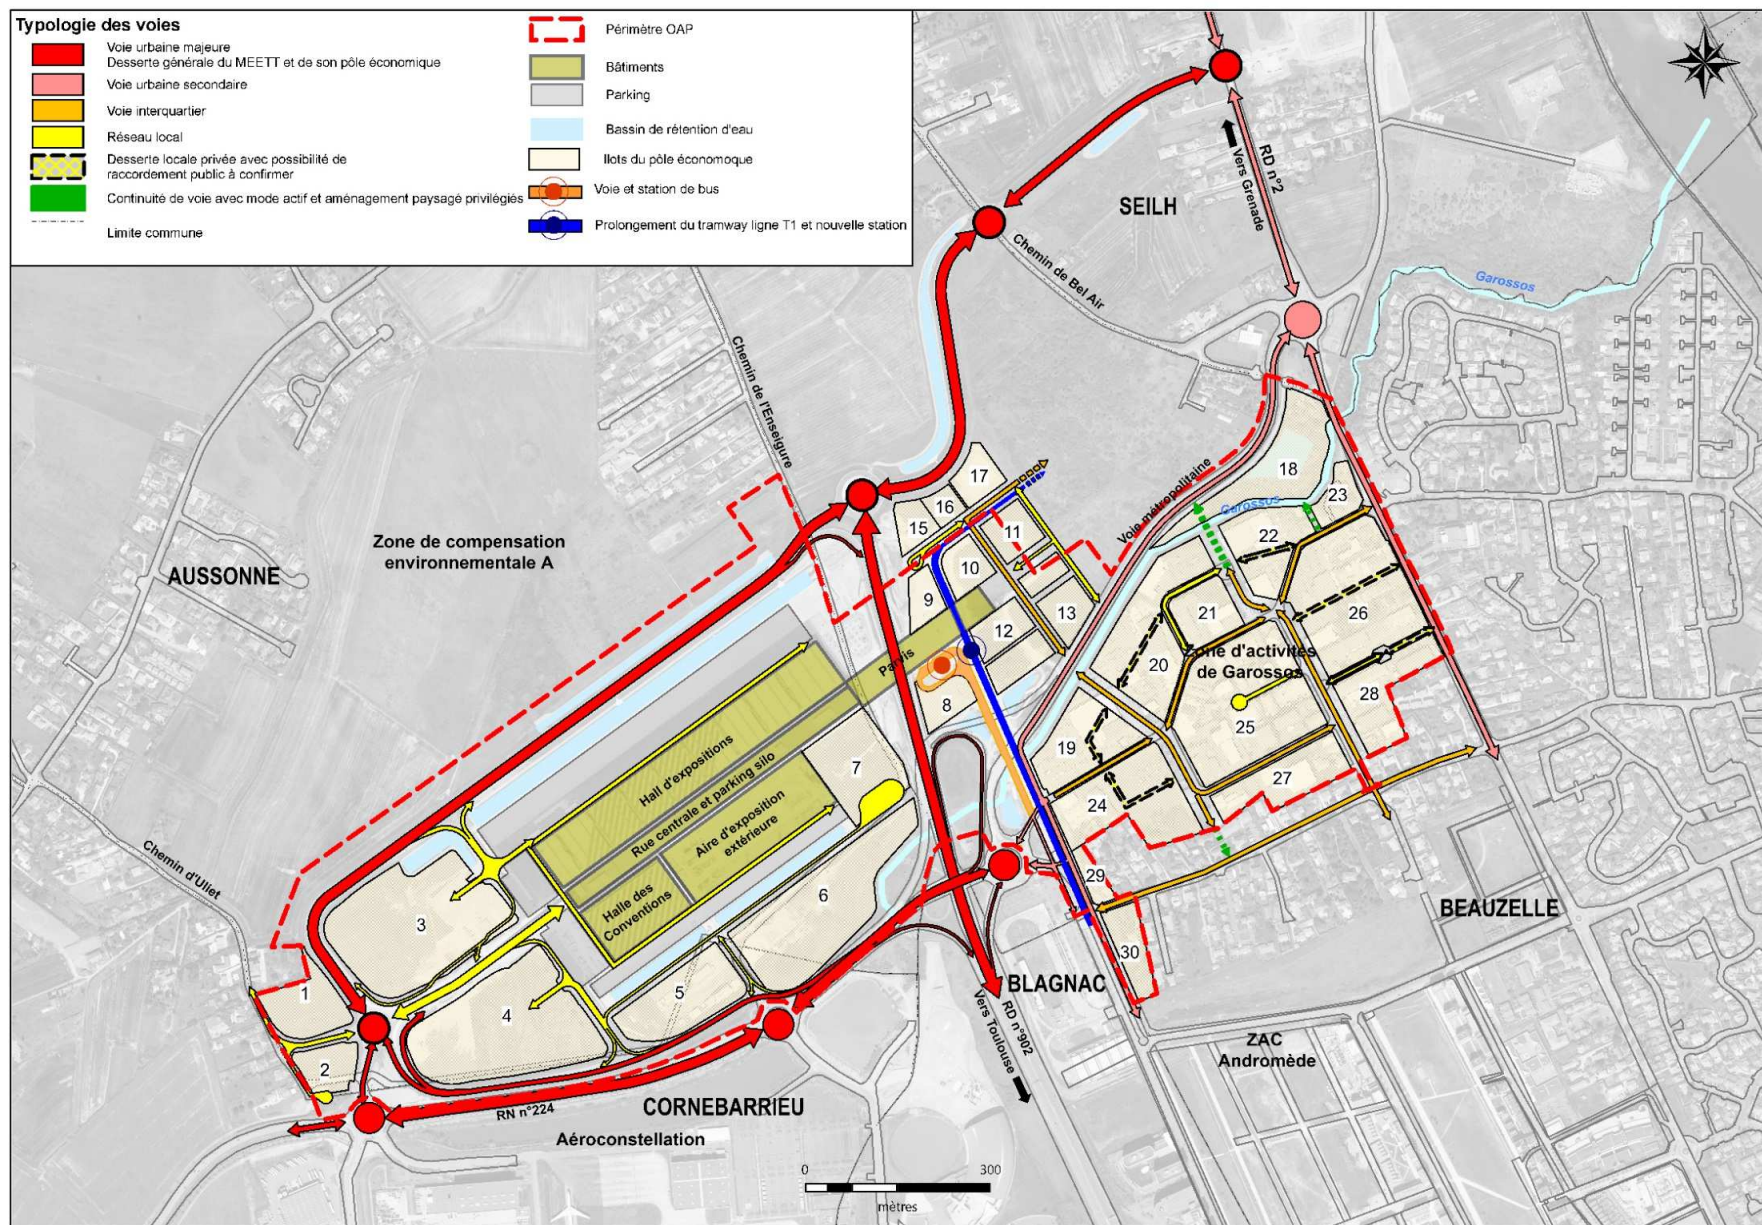 Typologie des voies
Voie urbaine majeure
Desserte générale du MEETT et de son pôle économique
Voie urbaine secondaire
Voie interquartier
Réseau local
Desserte locale privée avec possibilité de
raccordement public à confirmer
Continuité de voie avec mode actif et aménagement paysagé privilégiés
Limite commune
Périmètre OAP
Bâtiments
Parking
Bassin de rétention d'eau
Ilots du pôle économoque
Voie et station de bus
Prolongement du tramway ligne T1 et nouvelle station
RD n°2
Vers Grenade
SEILH
Chemin de Bel Air
Garossos
Chemin de l'Enseigure
Voie métropolitaine
Zone de compensation
environnementale A
AUSSONNE
17
16
15
11
10
9
13
12
18
Garossos
23
22
21
26
20
Zone d'activités
de Garossos
28
25
19
27
24
Parvis
8
7
Hall d'expositions
Rue centrale et parking silo
Aire d'exposition
extérieure
Halle des
Conventions
6
Chemin d'Uliet
3
1
2
4
5
29
30
BEAUZELLE
BLAGNAC
RD n°902
Vers Toulouse
ZAC
Andromède
CORNEBARRIEU
RN n°224
Aéroconstellation
0
300
mètres